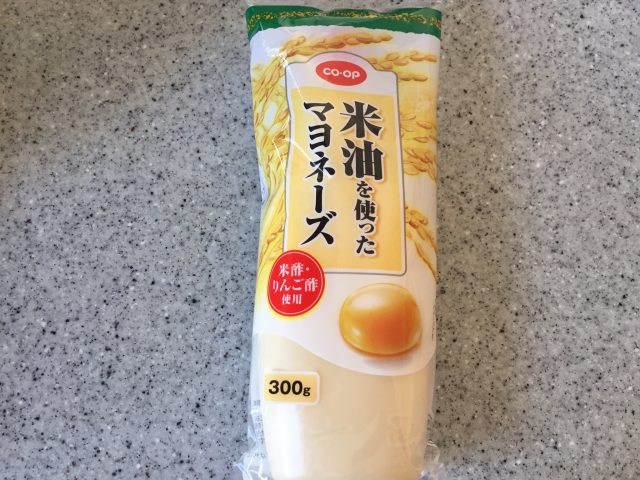 CO·OP
米油を使った
マヨネーズ
米酢・
りんご酢
使用
300g